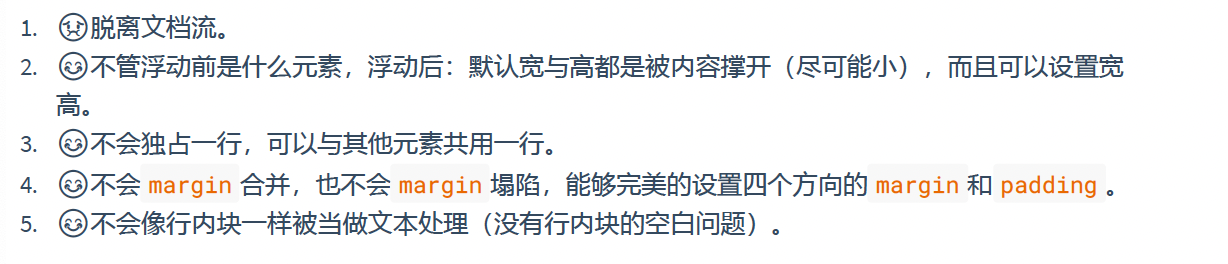 1. 😢脱离文档流。
2. 😊不管浮动前是什么元素，浮动后：默认宽与高都是被内容撑开（尽可能小），而且可以设置宽
高。
3. 😊不会独占一行，可以与其他元素共用一行。
4. 😊不会 margin 合并，也不会 margin 塌陷，能够完美的设置四个方向的 margin 和 padding 。
5. 😊不会像行内块一样被当做文本处理（没有行内块的空白问题）。